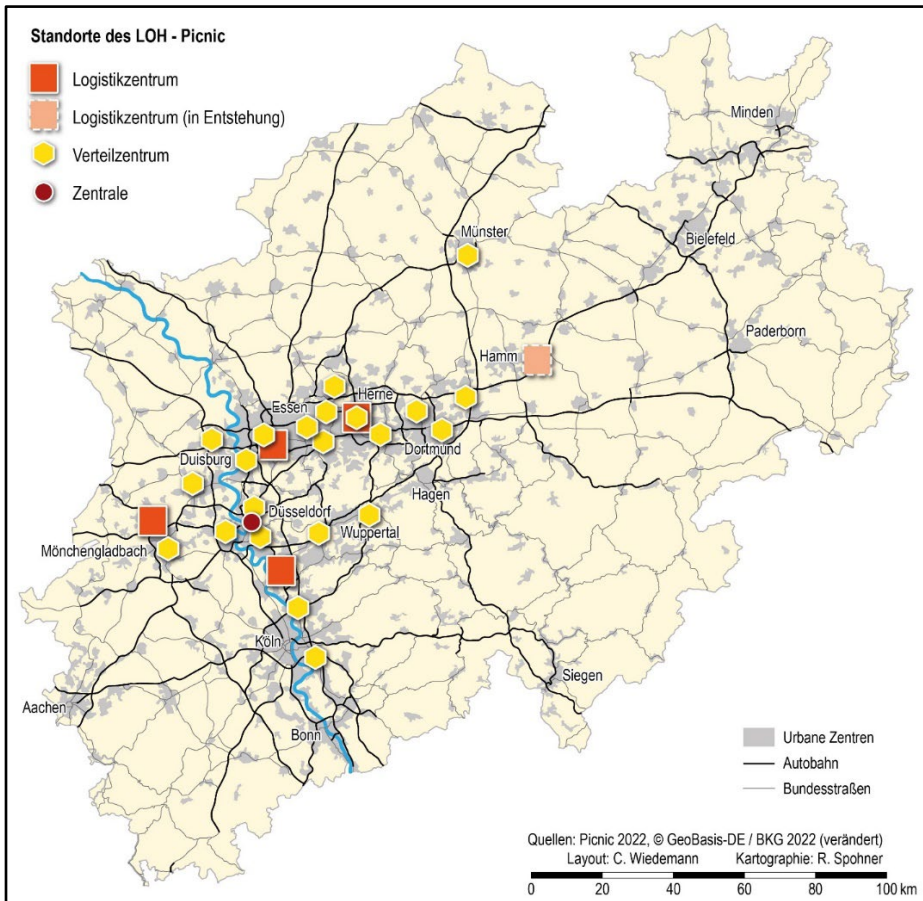 Standorte des LOH - Picnic
Logistikzentrum
Logistikzentrum (in Entstehung)
Verteilzentrum
Zentrale
Minden
Münster
Bielefeld
Paderborn
Hamm
Herne
Essen
Duisburg
Dortmund
Hagen
Düsseldorf
Wuppertal
Mönchengladbach
Köln
Siegen
Aachen
Bonn
Urbane Zentren
Autobahn
Bundesstraßen
Quellen: Picnic 2022, © GeoBasis-DE / BKG 2022 (verändert)
Layout: C. Wiedemann Kartographie: R. Spohner
0 20 40 60 80 100 km